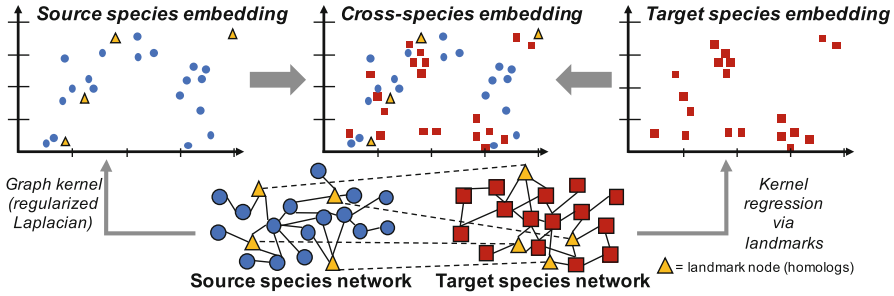 Source species embedding
Cross-species embedding
Target species embedding
Graph kernel
(regularized
Laplacian)
Kernel
regression
via
landmarks
Source species network
Target species network
= landmark node (homologs)